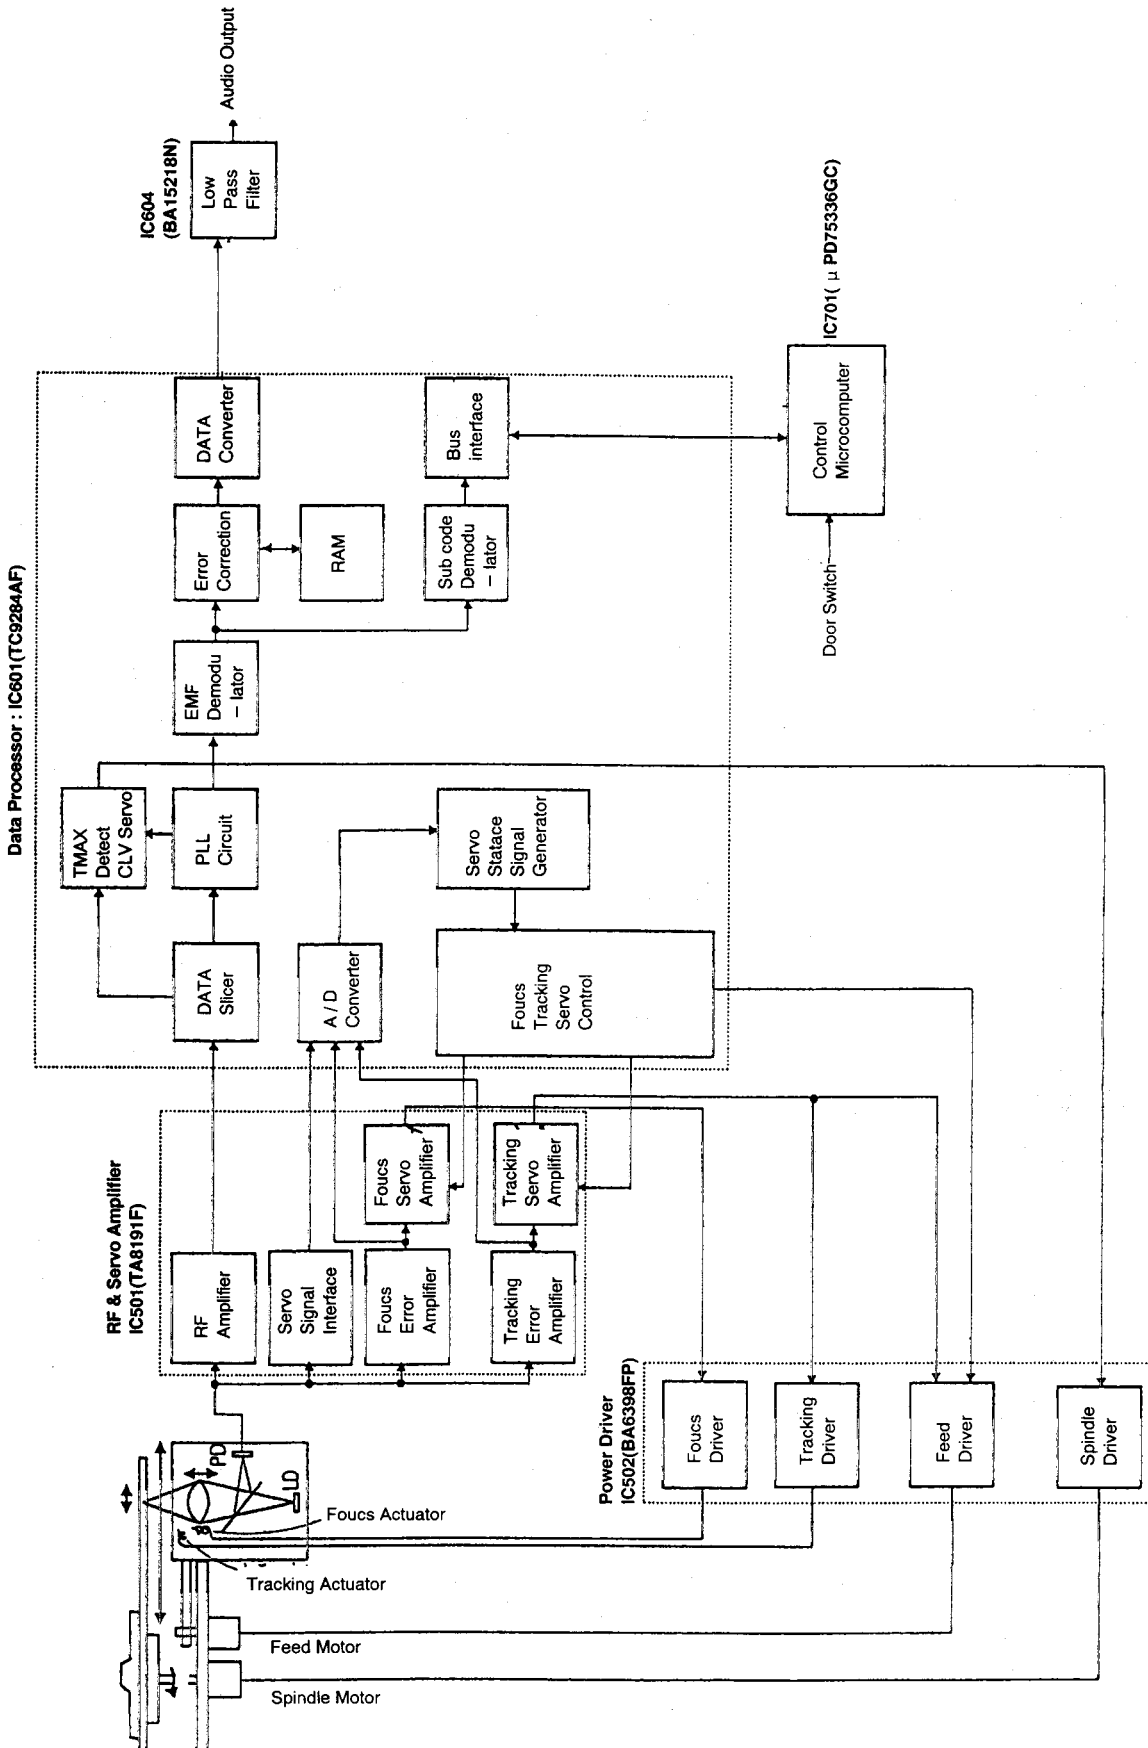 Data Processor : IC601(TC9284AF)
TMAX
Detect
CLV Servo
DATA
Slicer
PLL
Circuit
EMF
Demodu
– lator
Error
Correction
DATA
Converter
RAM
Sub code
Demodu
– lator
Bus
interface
A / D
Converter
Servo
Statace
Signal
Generator
Foucs
Tracking
Servo
Control
IC604
(BA15218N)
Low
Pass
Filter
Audio Output
IC701( μ PD75336GC)
Control
Microcomputer
Door Switch
RF & Servo Amplifier
IC501(TA8191F)
RF
Amplifier
Servo
Signal
Interface
Foucs
Error
Amplifier
Foucs
Servo
Amplifier
Tracking
Error
Amplifier
Tracking
Servo
Amplifier
Power Driver
IC502(BA6398FP)
Foucs
Driver
Tracking
Driver
Feed
Driver
Spindle
Driver
PD
LD
Foucs Actuator
Tracking Actuator
Feed Motor
Spindle Motor